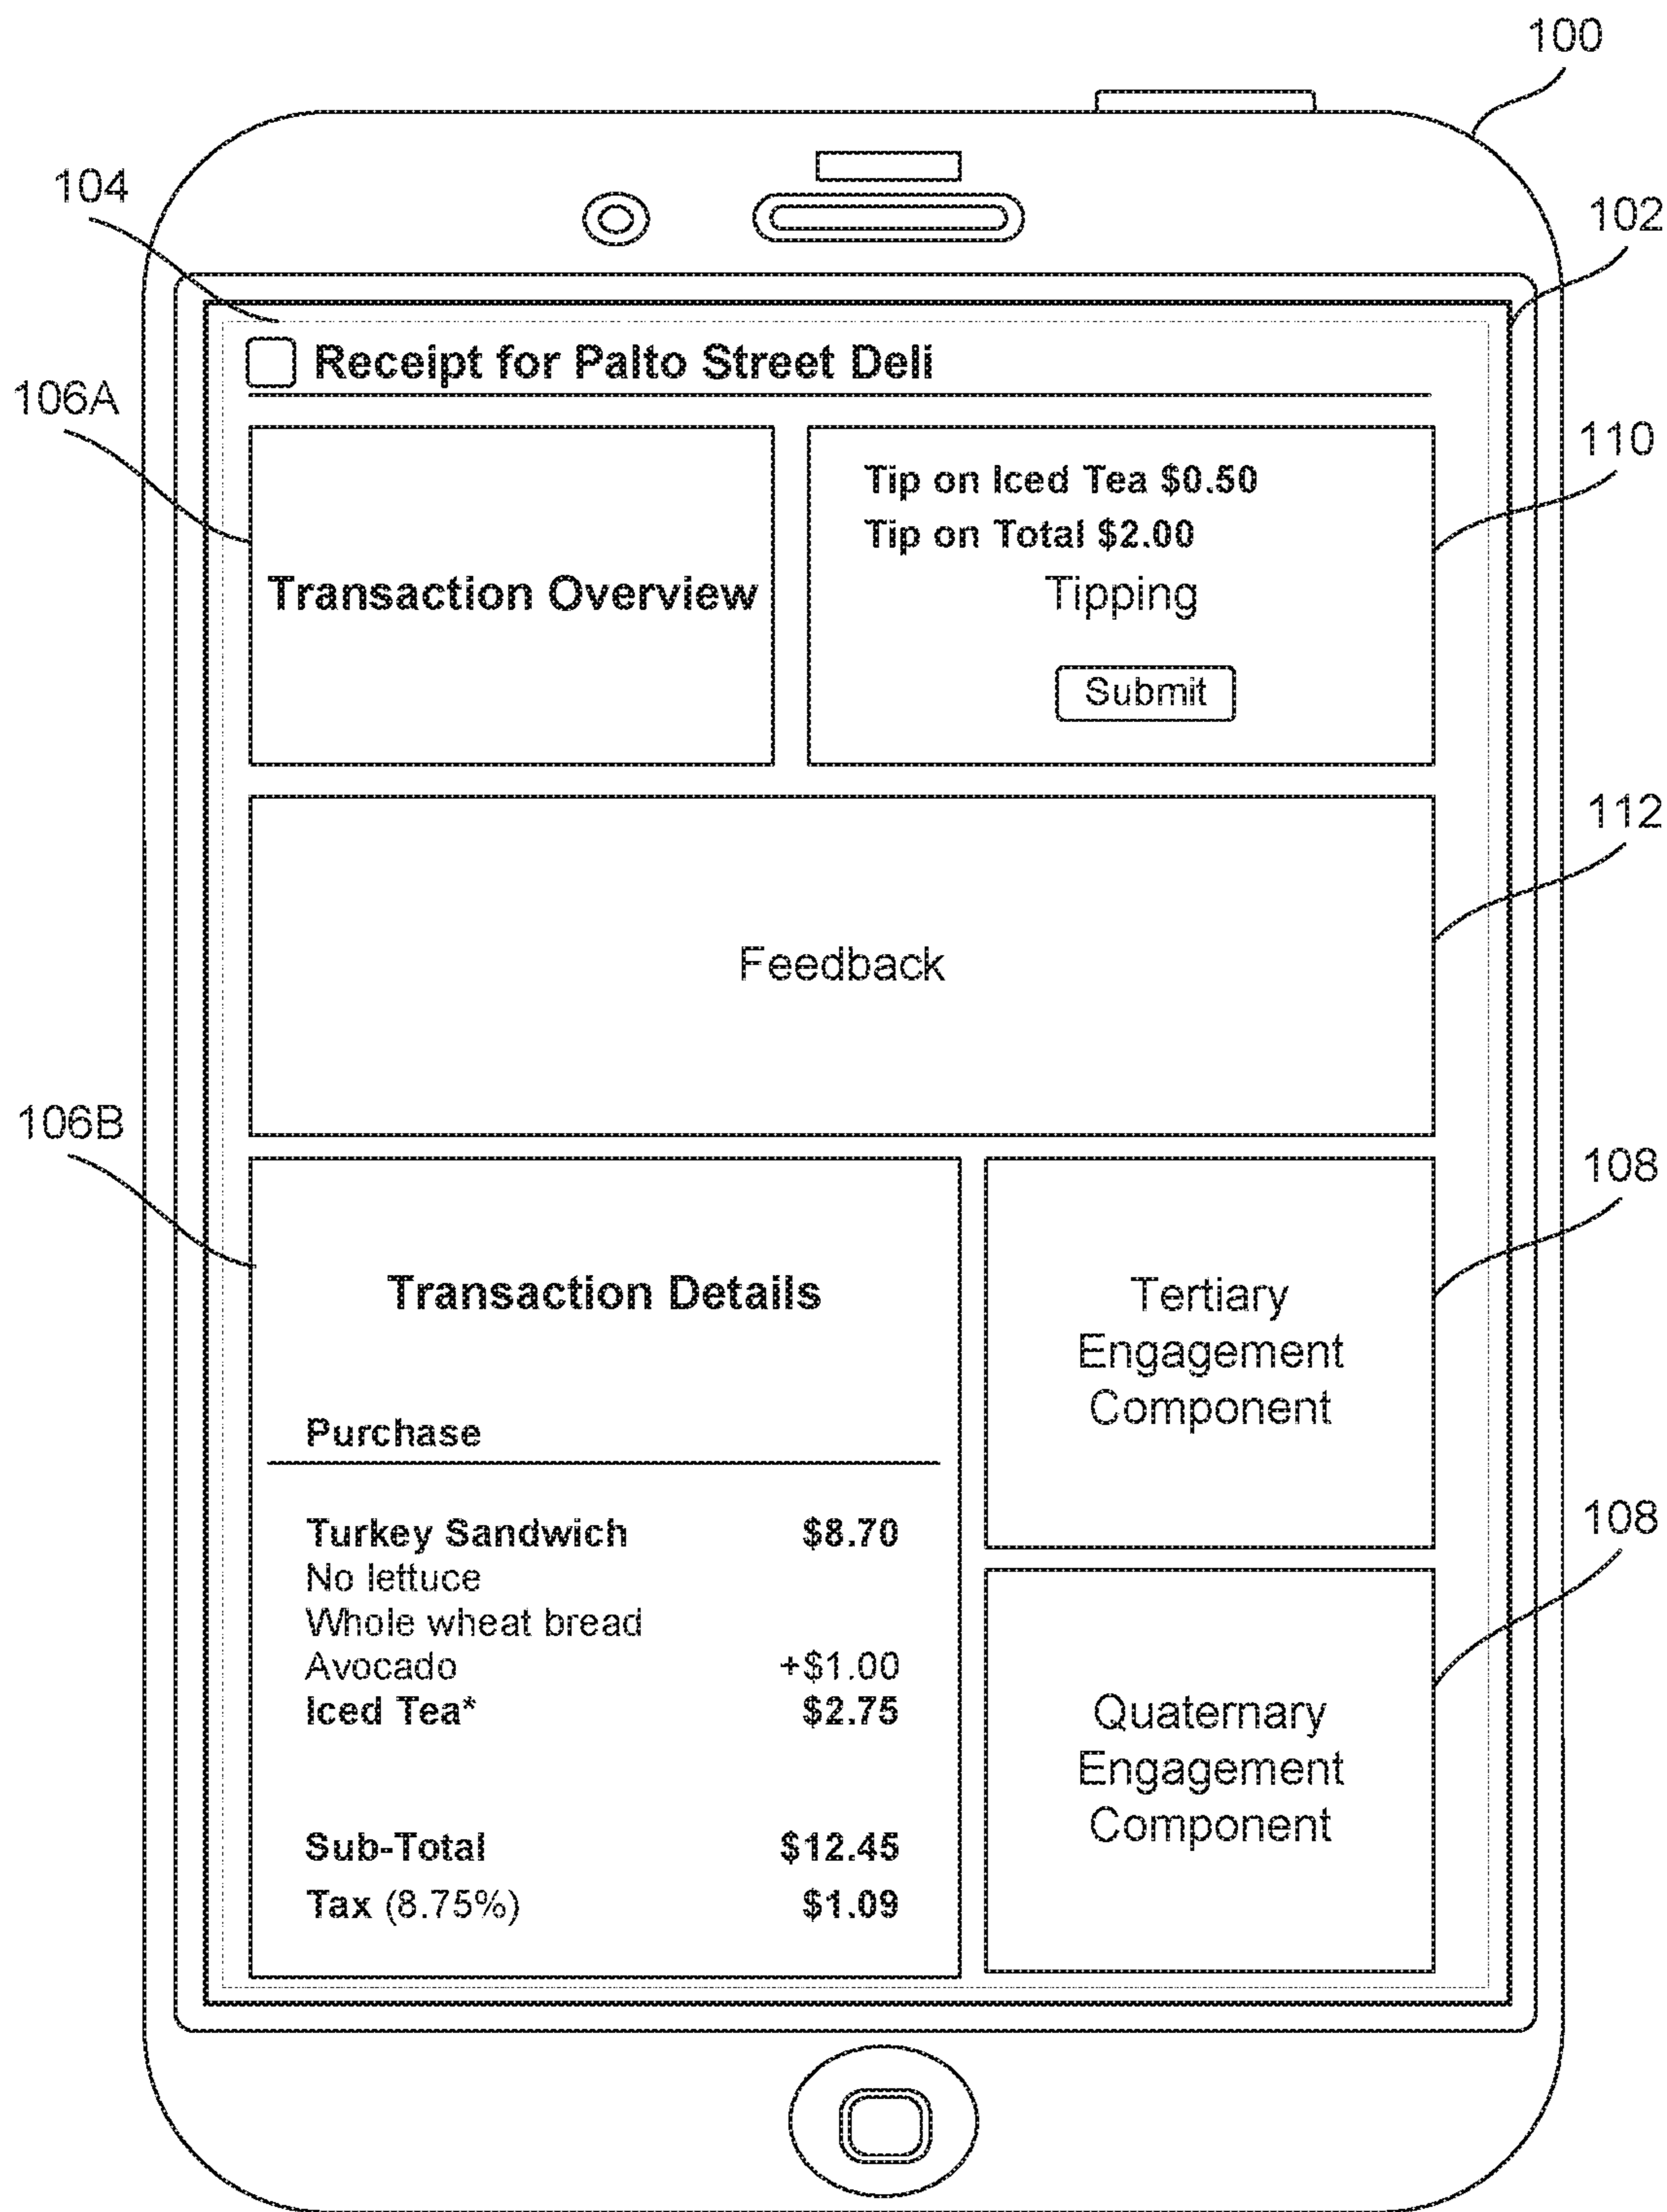 100
104
102
Receipt for Palto Street Deli
106A
110
Tip on Iced Tea $0.50
Tip on Total $2.00
Transaction Overview
Tipping
Submit
112
Feedback
106B
108
Transaction Details
Tertiary
Engagement
Component
Purchase
108
Turkey Sandwich $8.70
No lettuce
Whole wheat bread
Avocado +$1.00
Iced Tea* $2.75
Quaternary
Engagement
Component
Sub-Total $12.45
Tax (8.75%) $1.09